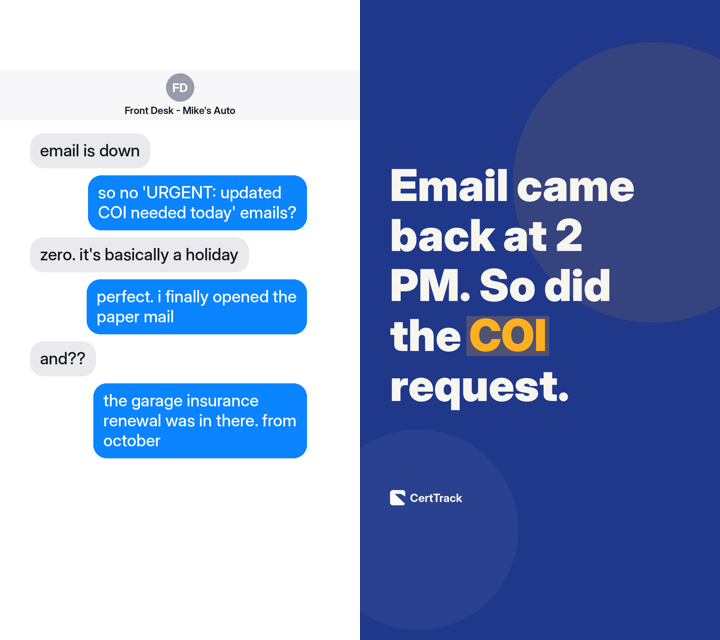 FD
Front Desk - Mike's Auto
email is down
so no 'URGENT: updated
COI needed today' emails?
zero. it's basically a holiday
perfect. i finally opened the
paper mail
and??
the garage insurance
renewal was in there. from
october
Email came
back at 2
PM. So did
the COI
request.
CertTrack